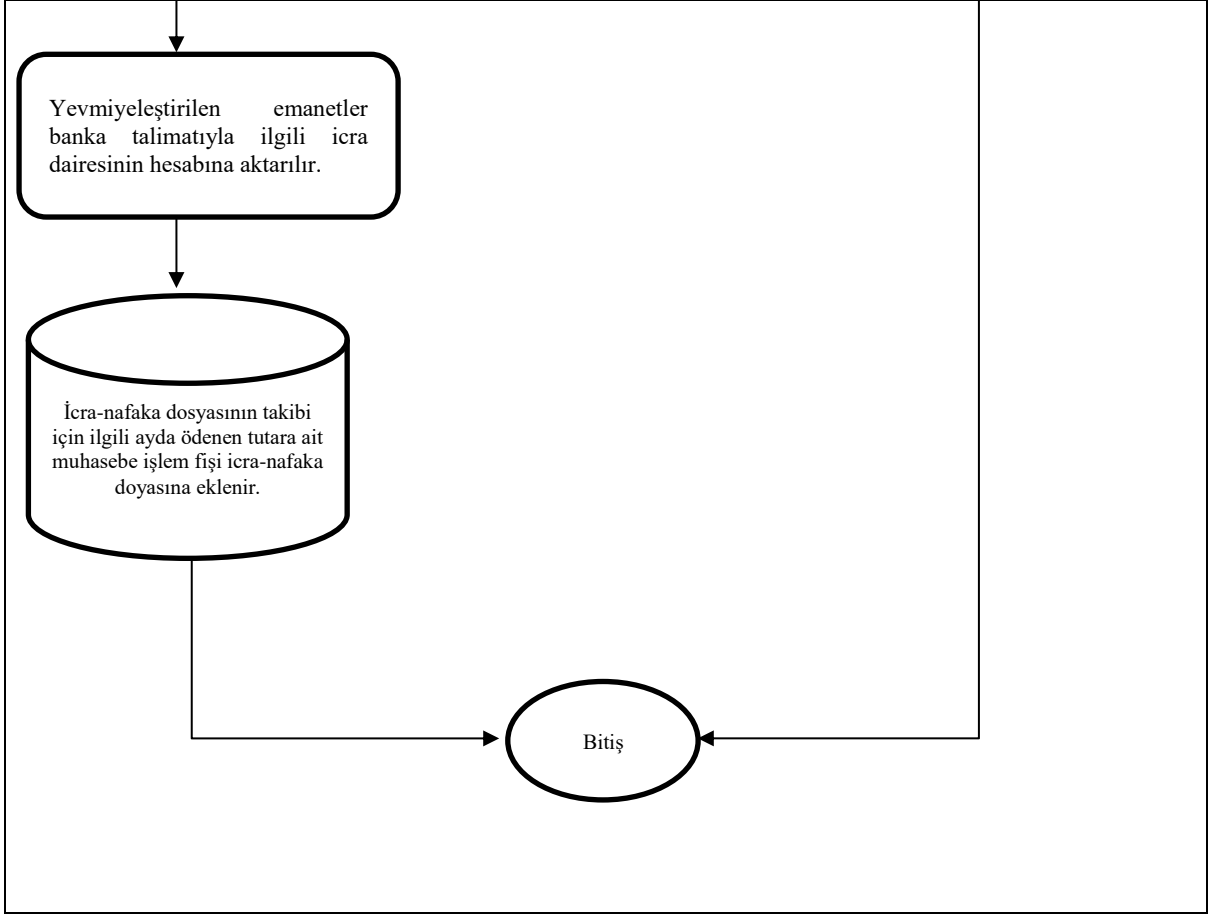 Yevmiyeleştirilen emanetler
banka talimatıyla ilgili icra
dairesinin hesabına aktarılır.
İcra-nafaka dosyasının takibi
için ilgili ayda ödenen tutara ait
muhasebe işlem fişi icra-nafaka
doyasına eklenir.
Bitiş